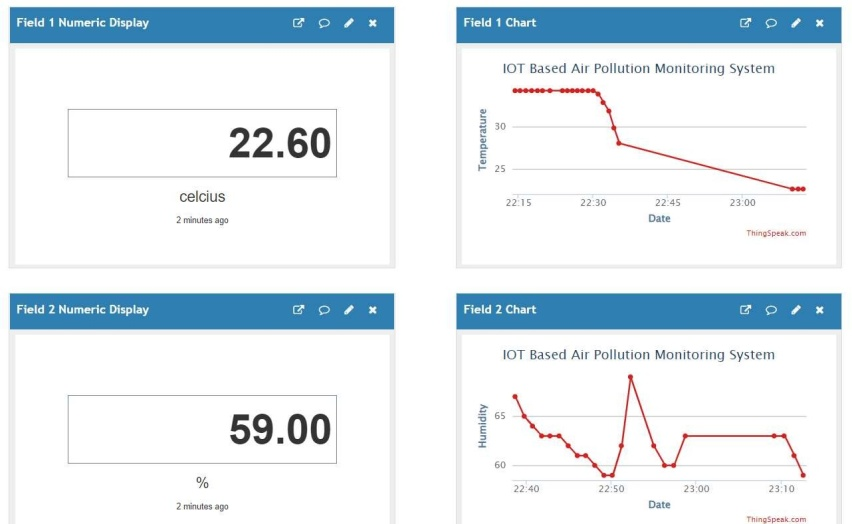 Field 1 Numeric Display
22.60
celcius
2 minutes ago
Field 1 Chart
IOT Based Air Pollution Monitoring System
Temperature
30
25
22:15 22:30 22:45 23:00
Date
ThingSpeak.com
Field 2 Numeric Display
59.00
%
2 minutes ago
Field 2 Chart
IOT Based Air Pollution Monitoring System
Humidity
65
60
22:40 22:50 23:00 23:10
Date
ThingSpeak.com